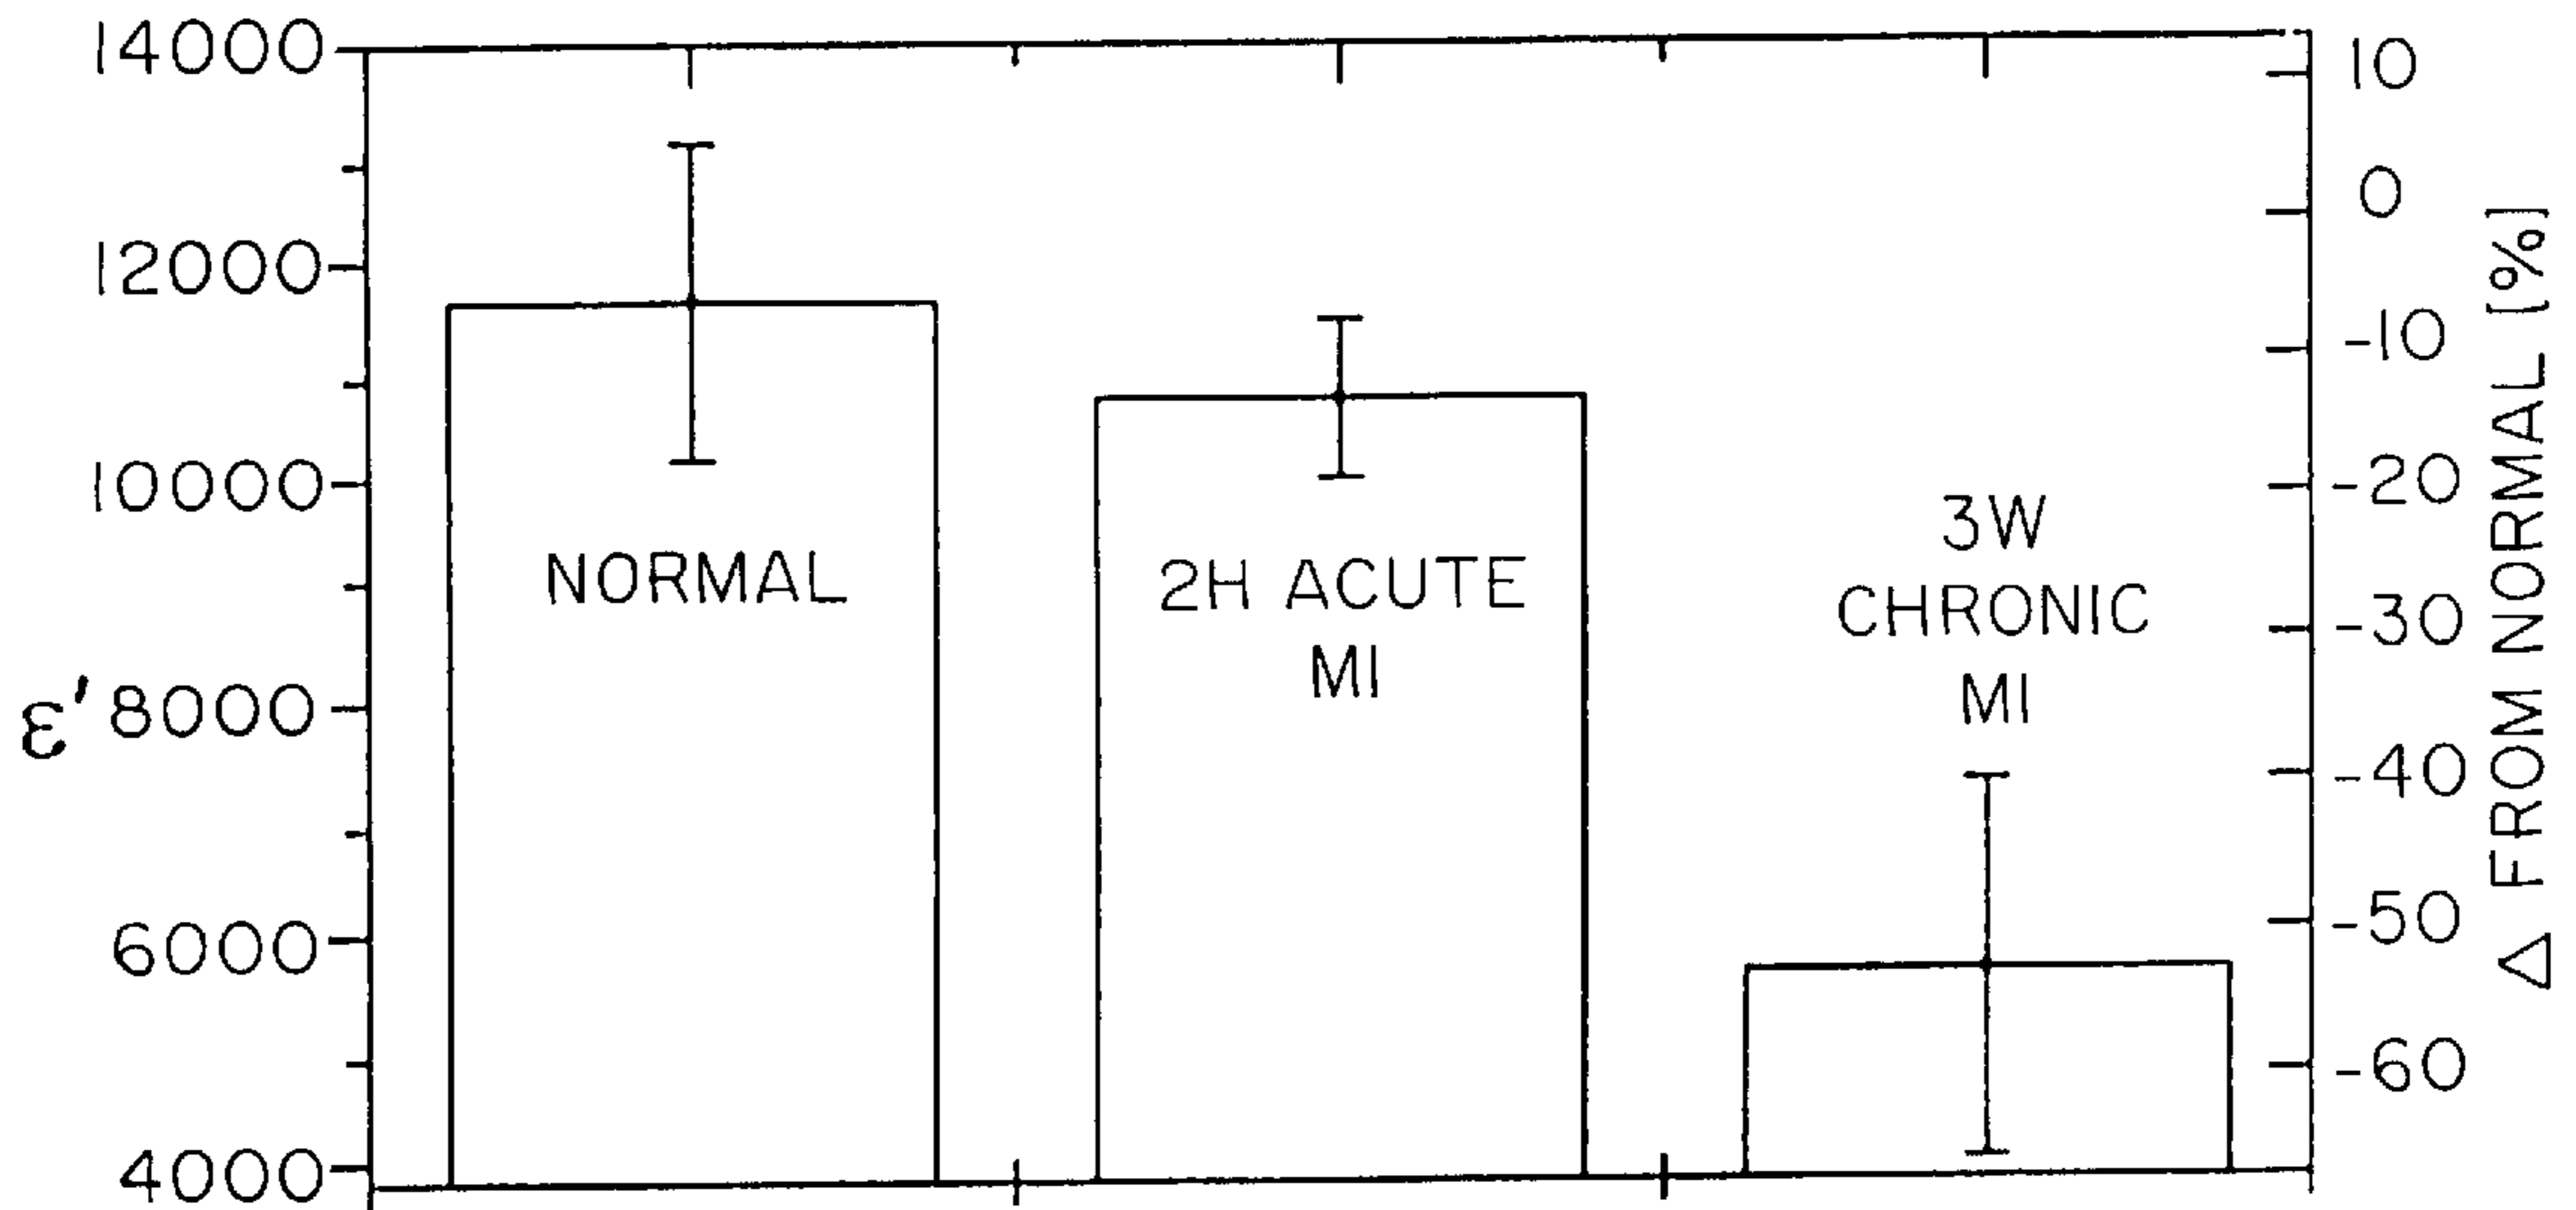 14000
12000
10000
8000
6000
4000
ε'
NORMAL
2H ACUTE
MI
3W
CHRONIC
MI
10
0
-10
-20
-30
-40
-50
-60
Δ FROM NORMAL [%]